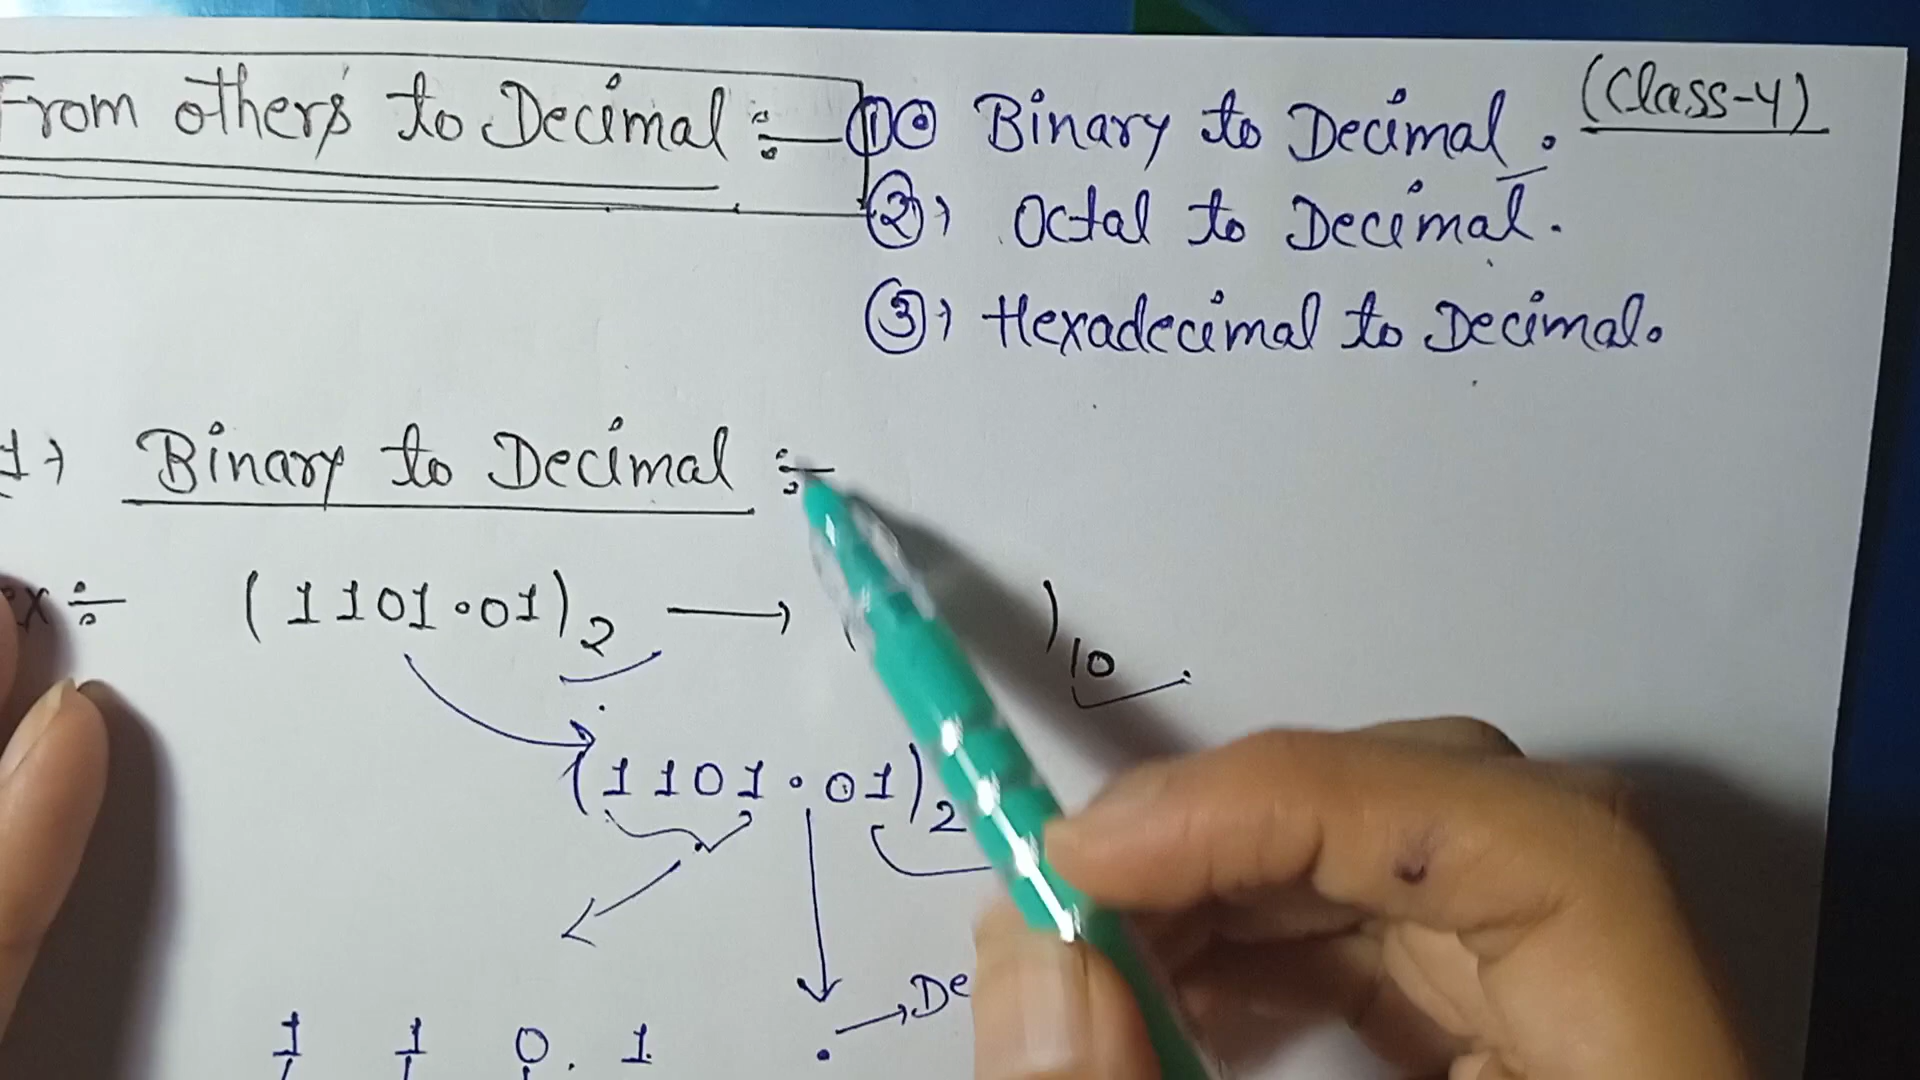 From others to Decimal :-
(Class-4)
① Binary to Decimal.
②) Octal to Decimal.
③) Hexadecimal to Decimal.
1) Binary to Decimal :-
ex :- (1101.01)₂ → ( )₁₀
(1101.01)₂
→ De
1 1 0 . 1 .